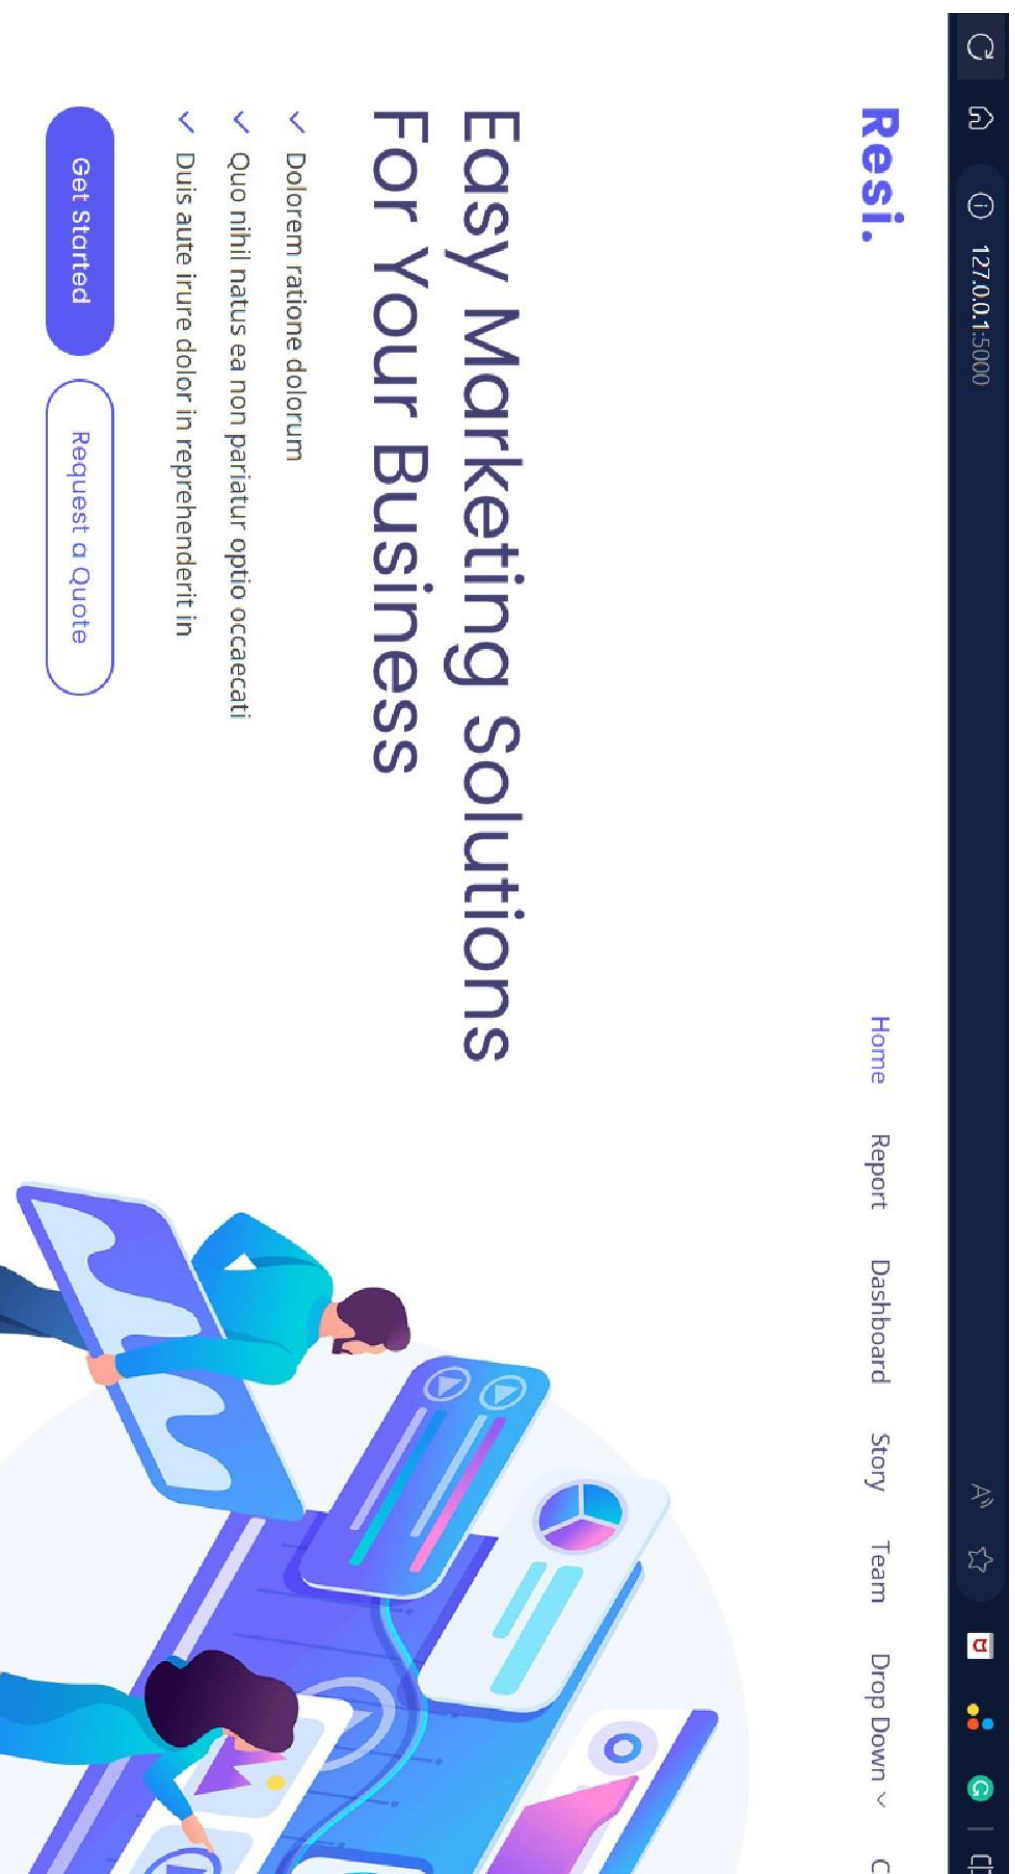 127.0.0.1:5000
Resi.
Home Report Dashboard Story Team Drop Down
Easy Marketing Solutions
For Your Business
Dolorem ratione dolorum
Quo nihil natus ea non pariatur optio occaecati
Duis aute irure dolor in reprehenderit in
Get Started
Request a Quote